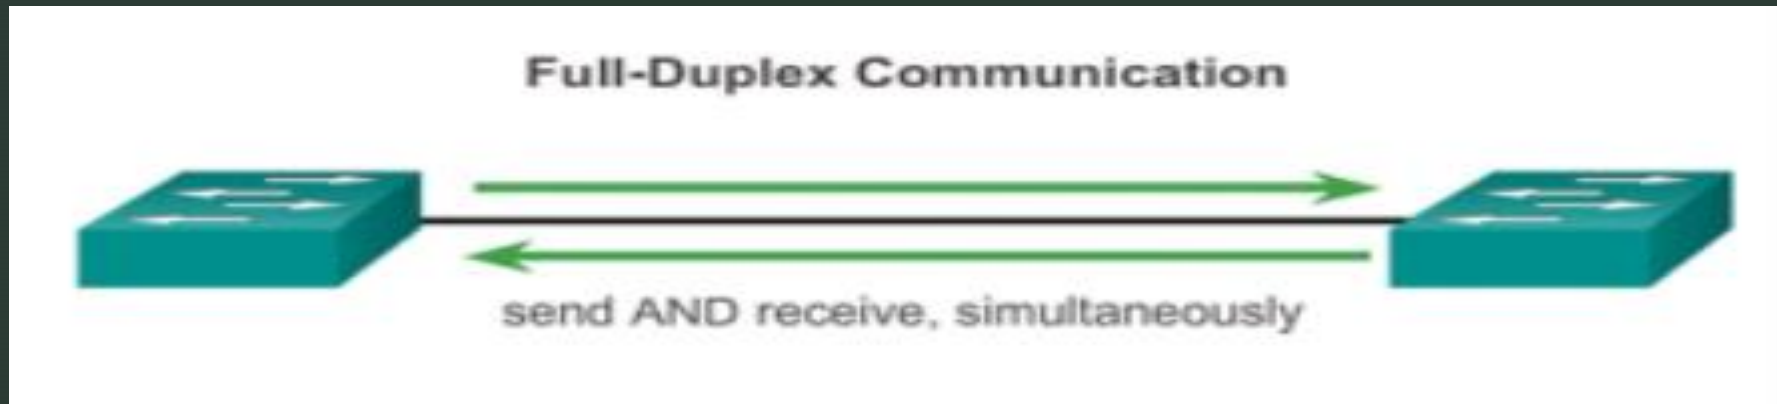 Full-Duplex Communication
send AND receive, simultaneously